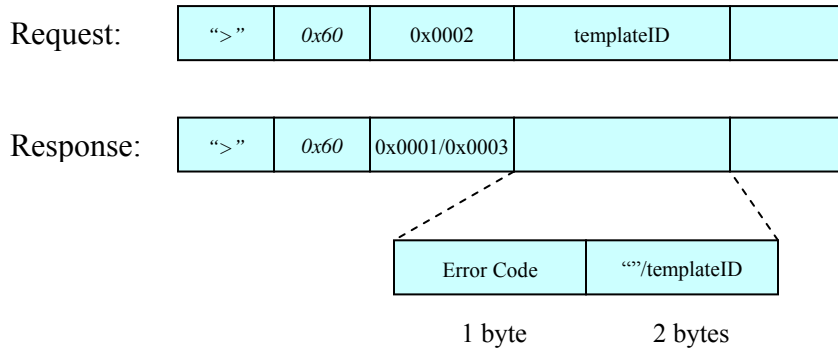 Request: “>” 0x60 0x0002 templateID
Response: “>” 0x60 0x0001/0x0003
Error Code “”/templateID
1 byte 2 bytes